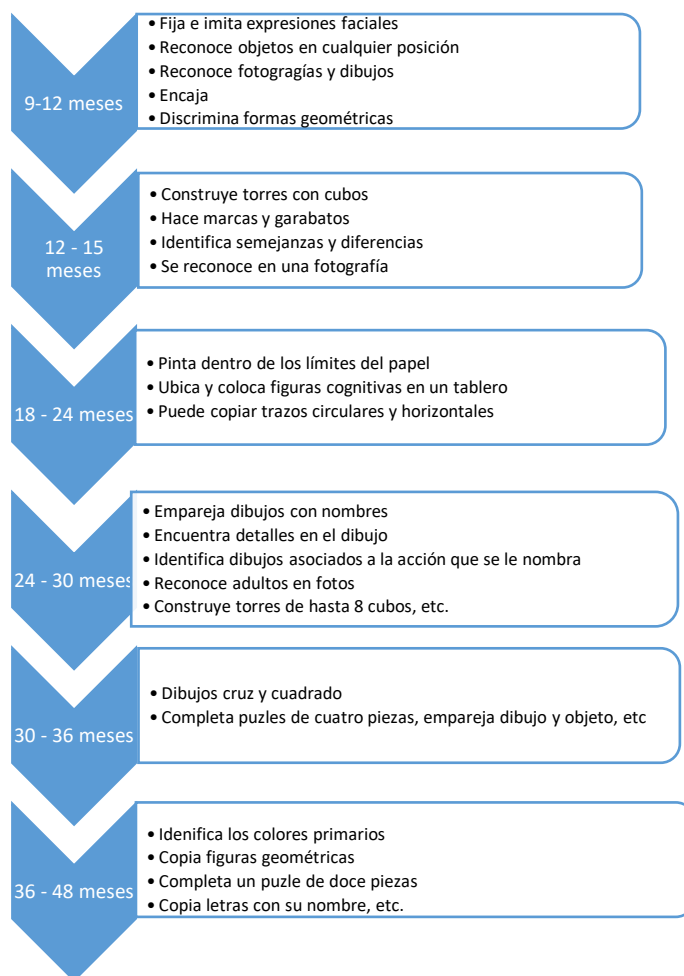 9-12 meses
• Fija e imita expresiones faciales
• Reconoce objetos en cualquier posición
• Reconoce fotogragías y dibujos
• Encaja
• Discrimina formas geométricas
12 - 15
meses
• Construye torres con cubos
• Hace marcas y garabatos
• Identifica semejanzas y diferencias
• Se reconoce en una fotografía
18 - 24 meses
• Pinta dentro de los límites del papel
• Ubica y coloca figuras cognitivas en un tablero
• Puede copiar trazos circulares y horizontales
24 - 30 meses
• Empareja dibujos con nombres
• Encuentra detalles en el dibujo
• Identifica dibujos asociados a la acción que se le nombra
• Reconoce adultos en fotos
• Construye torres de hasta 8 cubos, etc.
30 - 36 meses
• Dibujos cruz y cuadrado
• Completa puzles de cuatro piezas, empareja dibujo y objeto, etc
36 - 48 meses
• Idenifica los colores primarios
• Copia figuras geométricas
• Completa un puzle de doce piezas
• Copia letras con su nombre, etc.